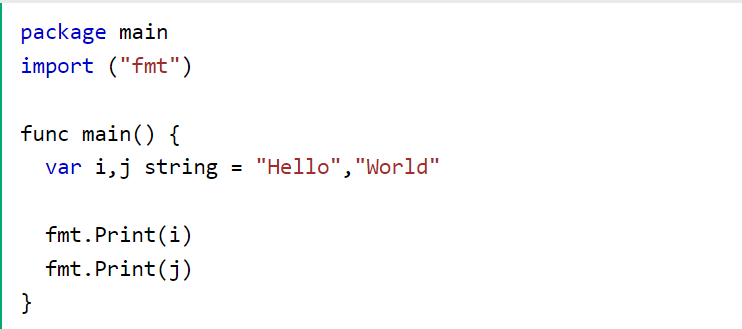 package main
import ("fmt")

func main() {
  var i,j string = "Hello","World"

  fmt.Print(i)
  fmt.Print(j)
}